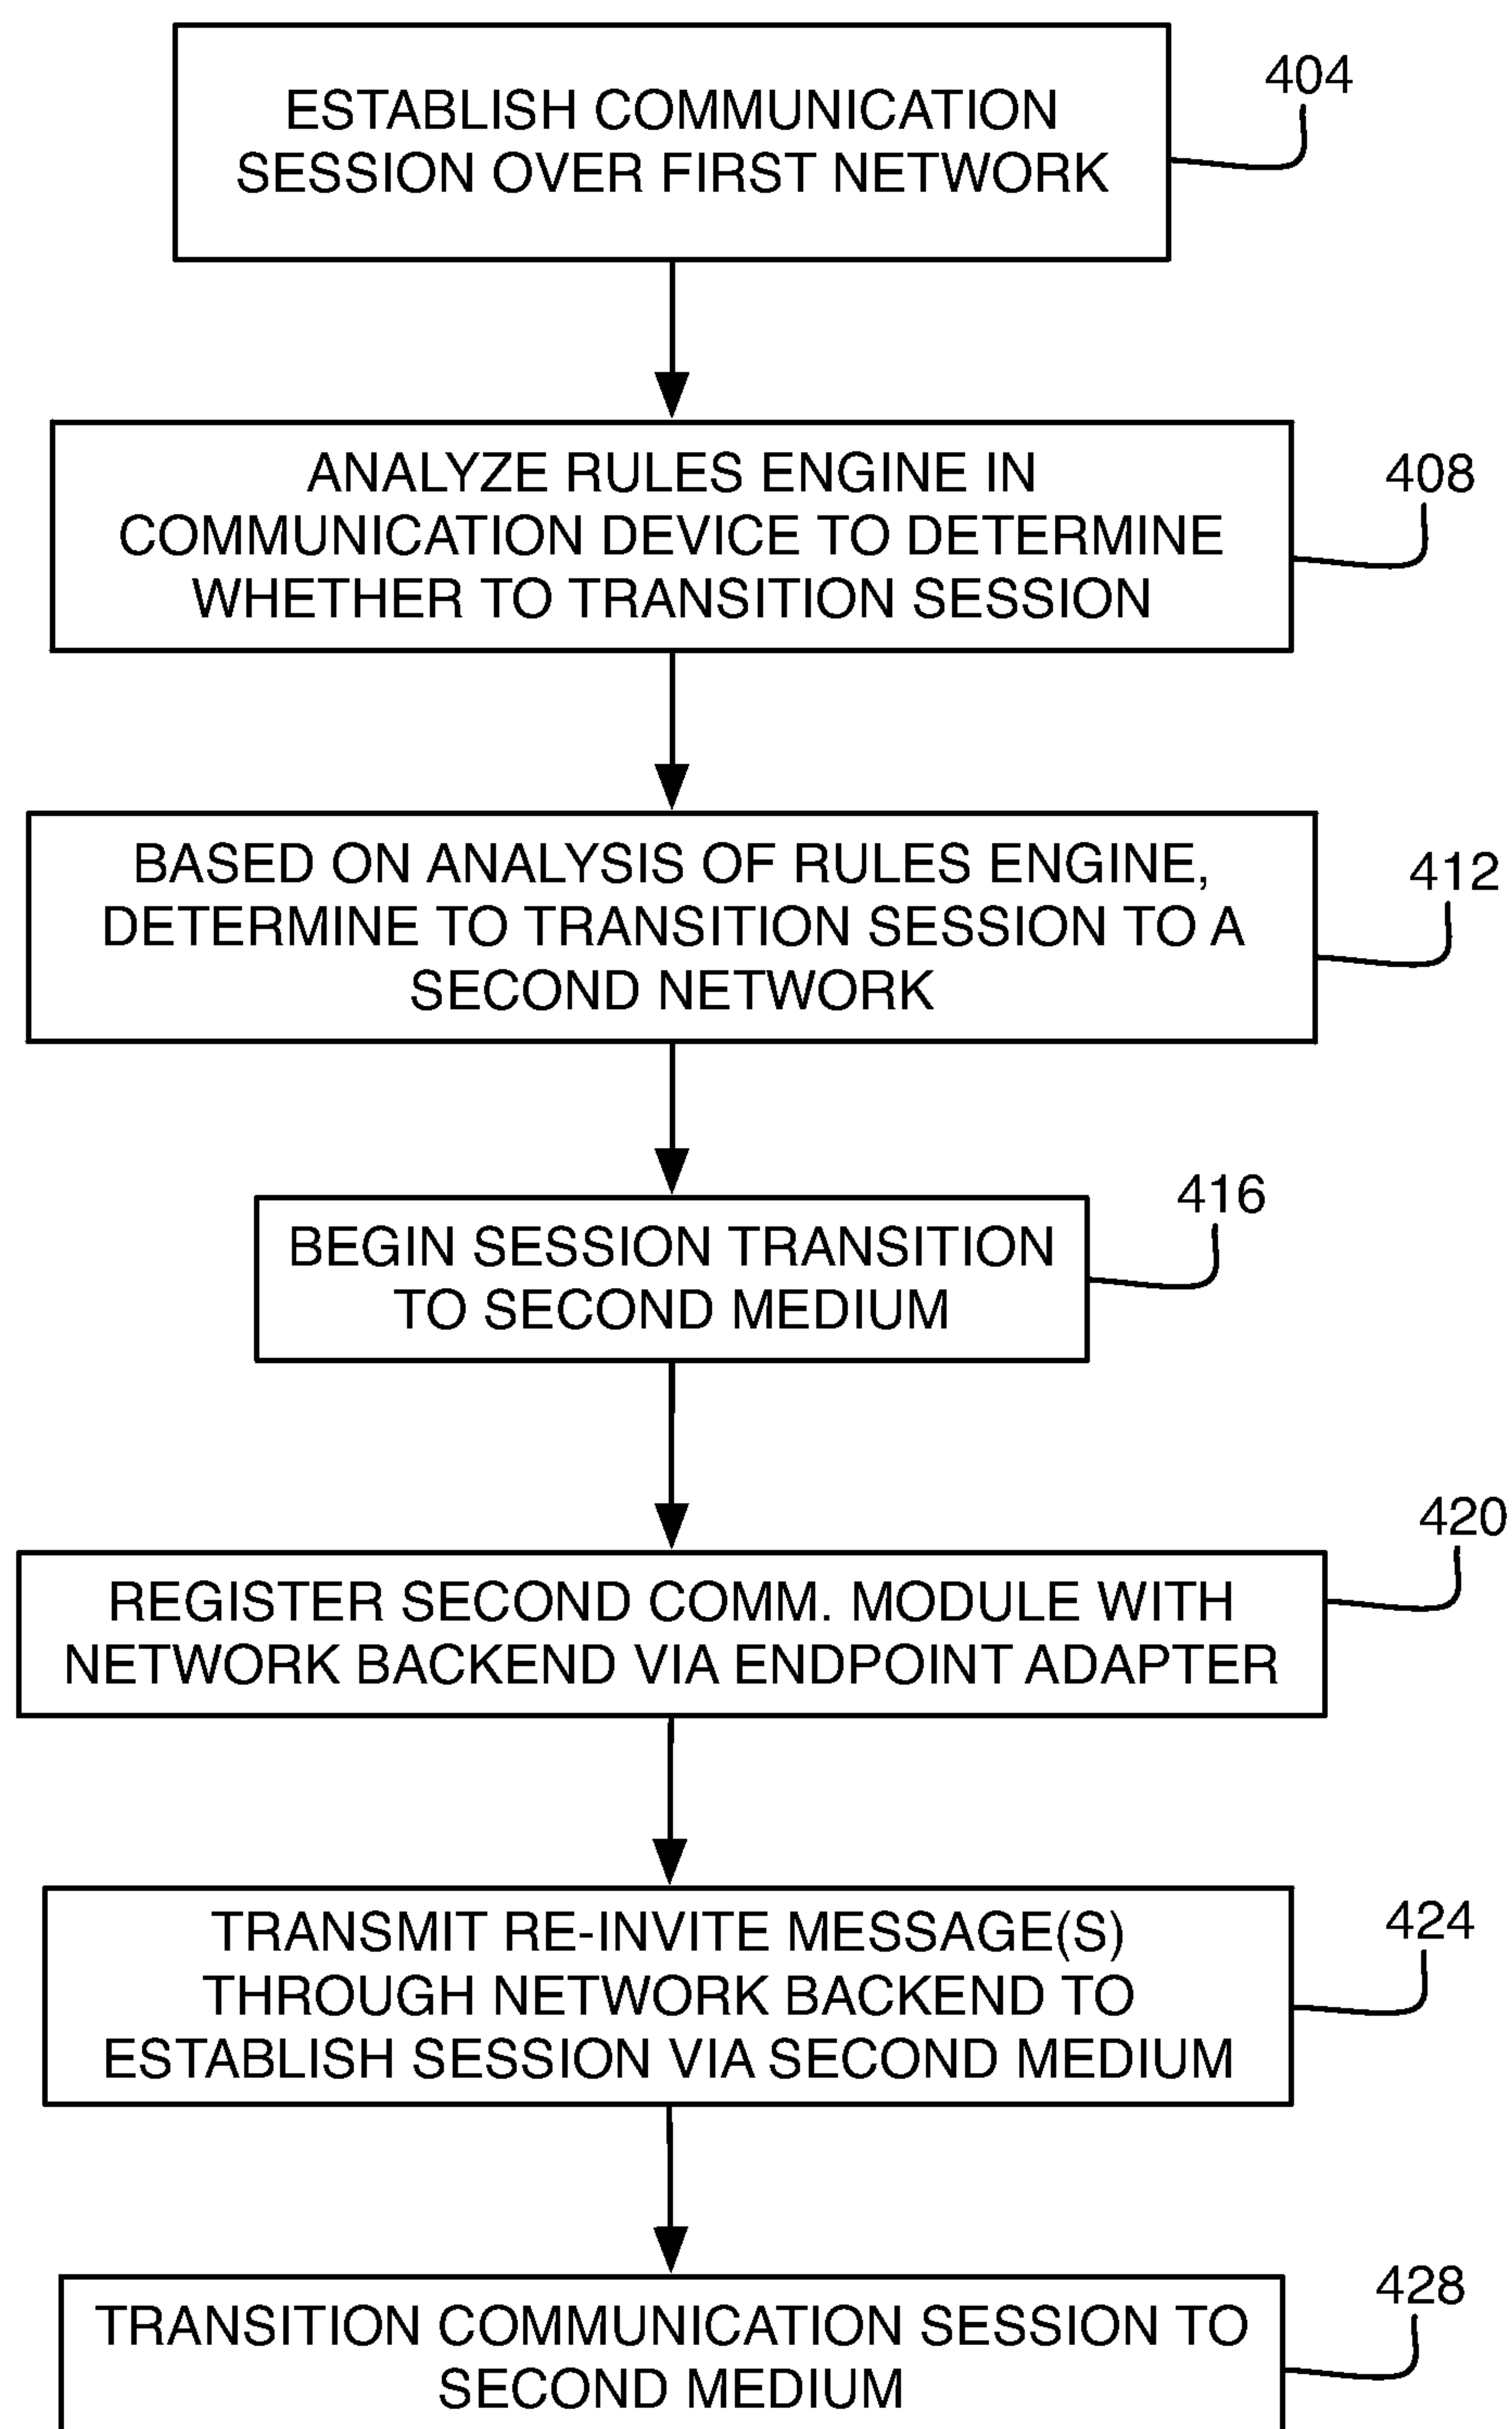 ESTABLISH COMMUNICATION
SESSION OVER FIRST NETWORK
404
ANALYZE RULES ENGINE IN
COMMUNICATION DEVICE TO DETERMINE
WHETHER TO TRANSITION SESSION
408
BASED ON ANALYSIS OF RULES ENGINE,
DETERMINE TO TRANSITION SESSION TO A
SECOND NETWORK
412
BEGIN SESSION TRANSITION
TO SECOND MEDIUM
416
REGISTER SECOND COMM. MODULE WITH
NETWORK BACKEND VIA ENDPOINT ADAPTER
420
TRANSMIT RE-INVITE MESSAGE(S)
THROUGH NETWORK BACKEND TO
ESTABLISH SESSION VIA SECOND MEDIUM
424
TRANSITION COMMUNICATION SESSION TO
SECOND MEDIUM
428